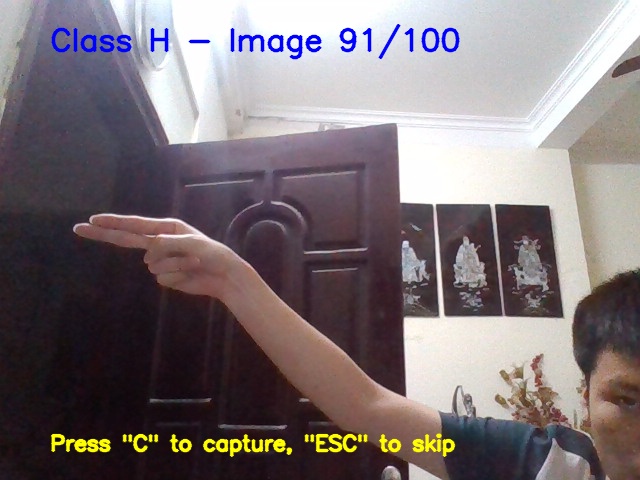 Class H - Image 91/100
Press "C" to capture, "ESC" to skip